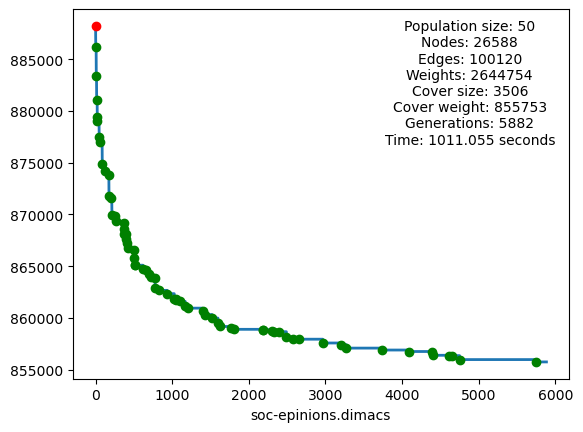 Population size: 50
Nodes: 26588
Edges: 100120
Weights: 2644754
Cover size: 3506
Cover weight: 855753
Generations: 5882
Time: 1011.055 seconds
885000
880000
875000
870000
865000
860000
855000
0 1000 2000 3000 4000 5000 6000
soc-epinions.dimacs